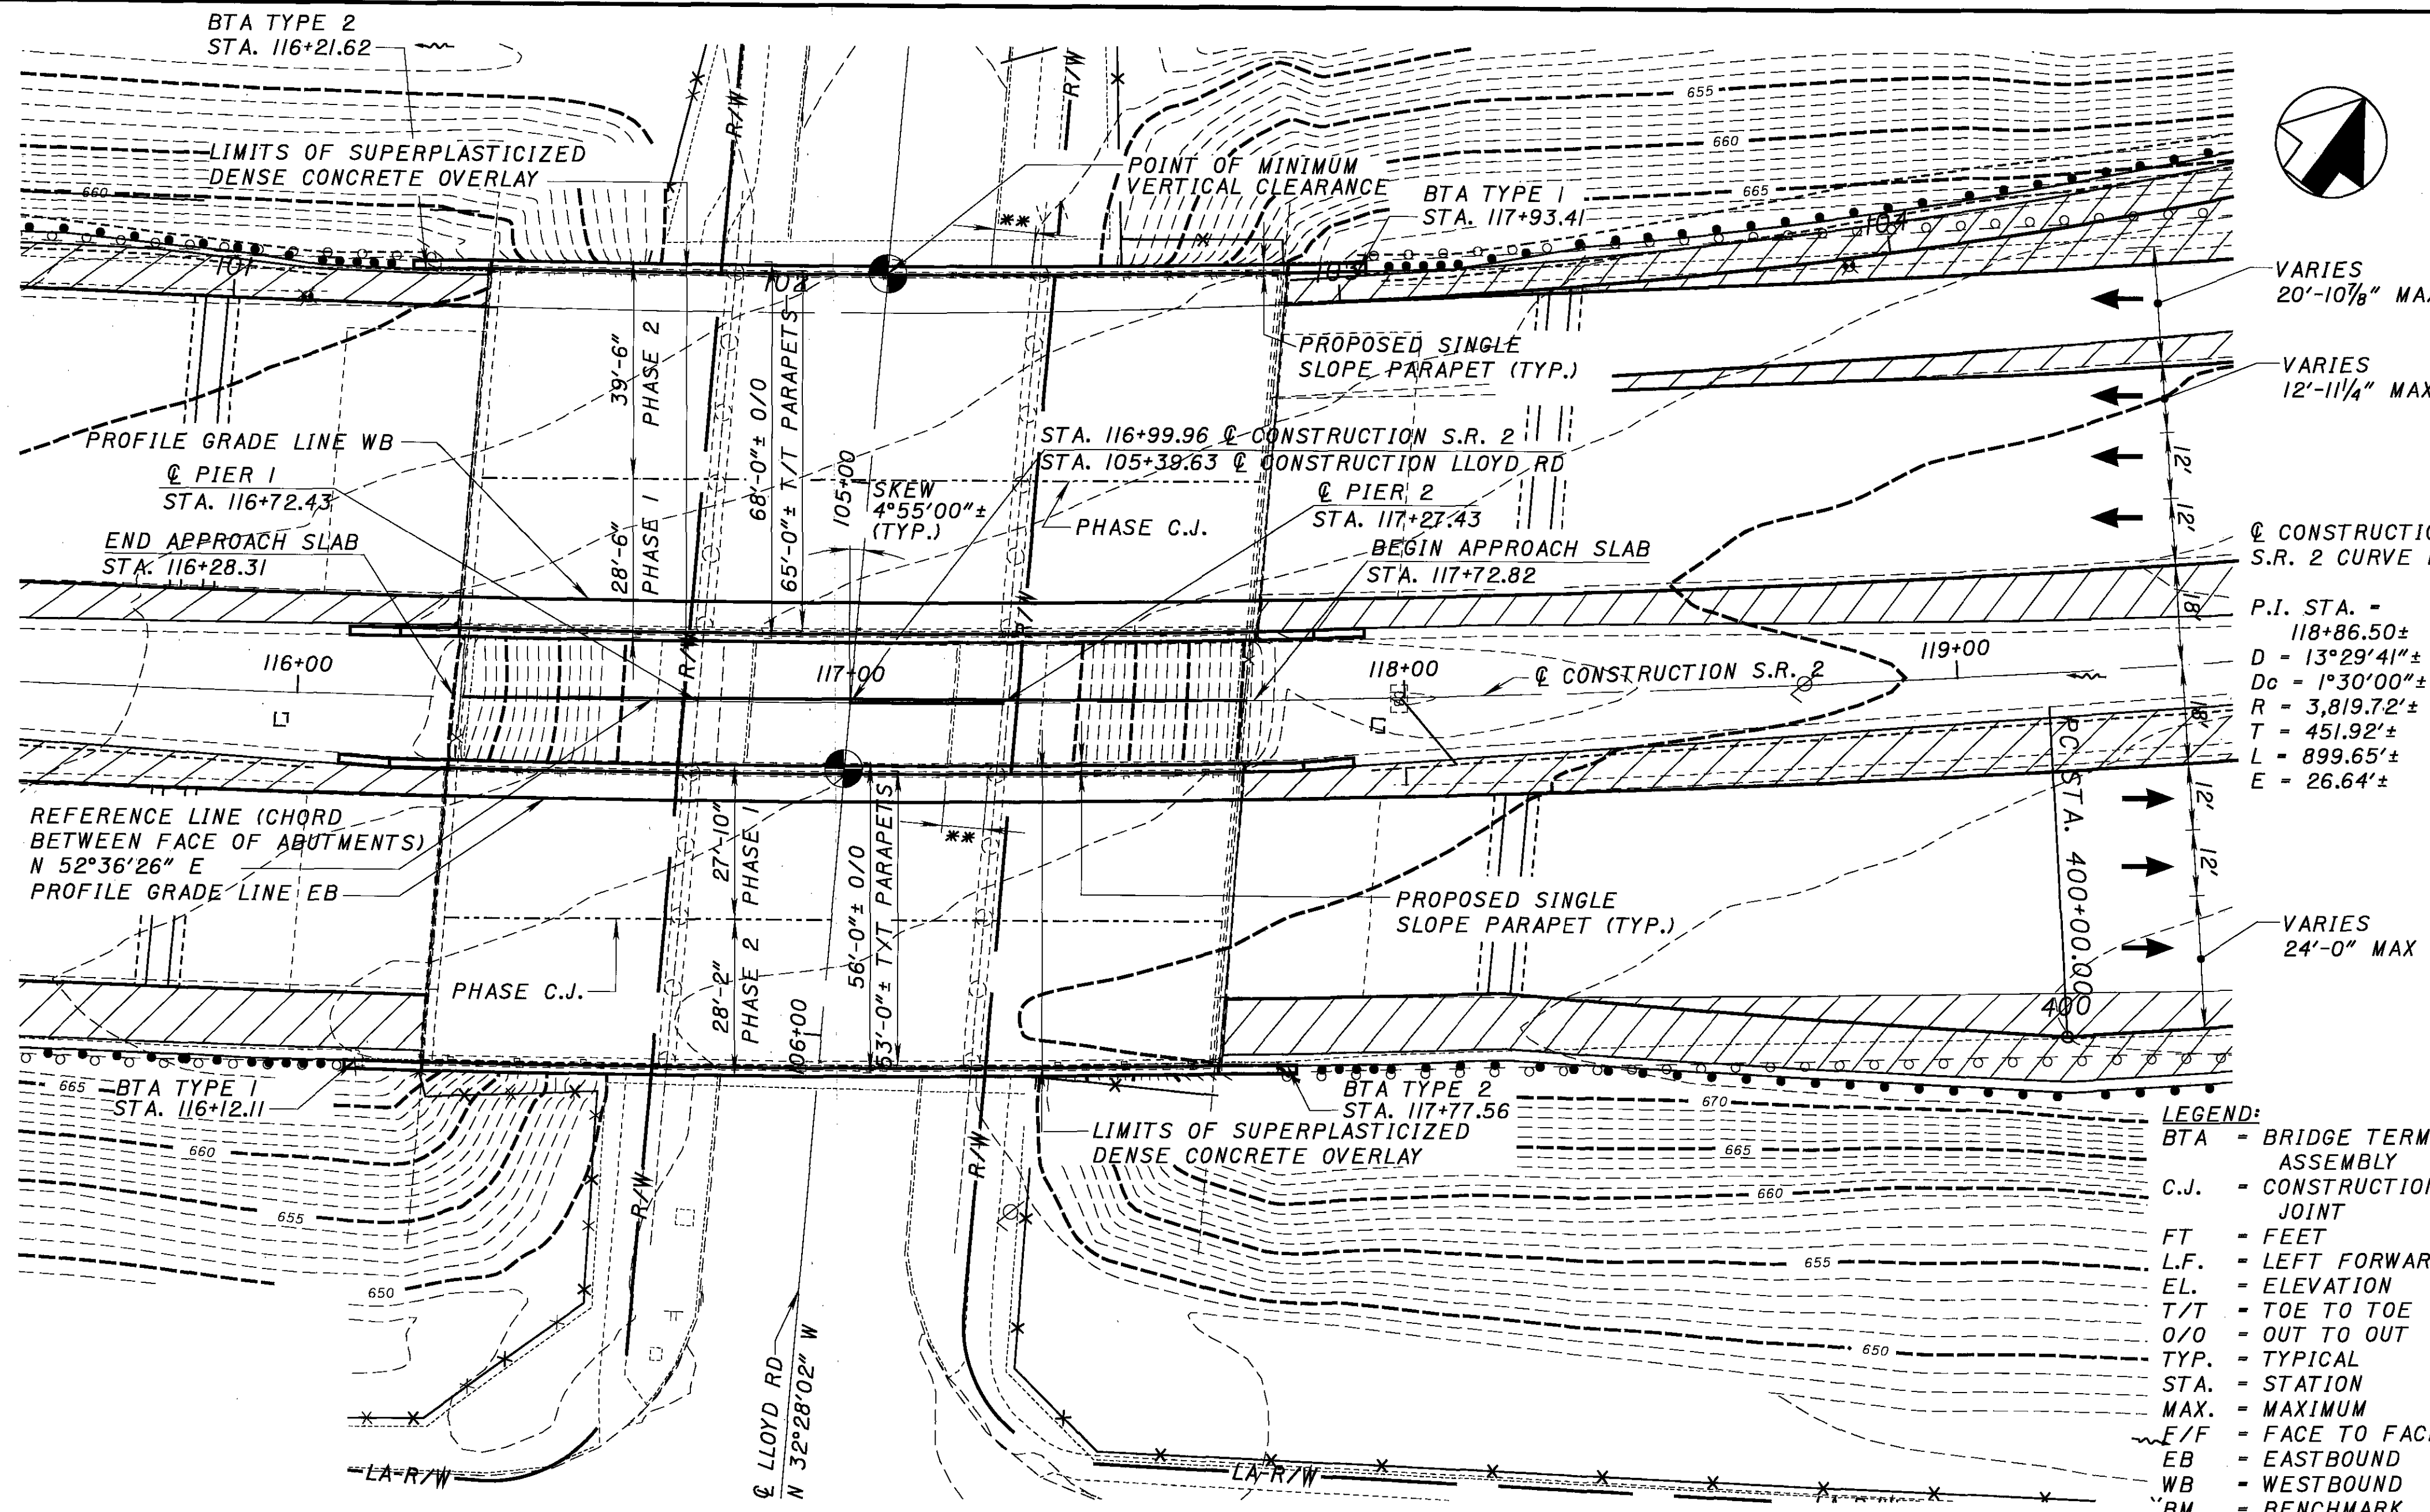 BTA TYPE 2
STA. 116+21.62
LIMITS OF SUPERPLASTICIZED
DENSE CONCRETE OVERLAY
660
101
R/W
R/W
POINT OF MINIMUM
VERTICAL CLEARANCE
**
BTA TYPE 1
STA. 117+93.41
655
660
665
102
103
104
VARIES
20'-10⅞" MAX
VARIES
12'-11¼" MAX
PROPOSED SINGLE
SLOPE PARAPET (TYP.)
39'-6"
PHASE 2
28'-6"
PHASE 1
68'-0"± O/O
65'-0"± T/T PARAPETS
105+00
SKEW
4°55'00"±
(TYP.)
PROFILE GRADE LINE WB
℄ PIER 1
STA. 116+72.43
END APPROACH SLAB
STA. 116+28.31
STA. 116+99.96 ℄ CONSTRUCTION S.R. 2
STA. 105+39.63 ℄ CONSTRUCTION LLOYD RD
℄ PIER 2
STA. 117+27.43
PHASE C.J.
BEGIN APPROACH SLAB
STA. 117+72.82
12'
12'
18'
18'
12'
12'
℄ CONSTRUCTIO
S.R. 2 CURVE
P.I. STA. =
118+86.50±
D = 13°29'41"±
Dc = 1°30'00"±
R = 3,819.72'±
T = 451.92'±
L = 899.65'±
E = 26.64'±
116+00
R/W
117+00
R/W
118+00
℄ CONSTRUCTION S.R. 2
119+00
PC STA. 400+00.00
400
REFERENCE LINE (CHORD
BETWEEN FACE OF ABUTMENTS)
N 52°36'26" E
PROFILE GRADE LINE EB
27'-10"
PHASE 1
28'-2"
PHASE 2
56'-0"± O/O
53'-0"± T/T PARAPETS
**
106+00
PHASE C.J.
PROPOSED SINGLE
SLOPE PARAPET (TYP.)
VARIES
24'-0" MAX
665
BTA TYPE 1
STA. 116+12.11
660
655
650
R/W
R/W
BTA TYPE 2
STA. 117+77.56
LIMITS OF SUPERPLASTICIZED
DENSE CONCRETE OVERLAY
670
665
660
655
650
℄ LLOYD RD
N 32°28'02" W
LA-R/W
LA-R/W
LEGEND:
BTA = BRIDGE TERM
ASSEMBLY
C.J. = CONSTRUCTION
JOINT
FT = FEET
L.F. = LEFT FORWAR
EL. = ELEVATION
T/T = TOE TO TOE
O/O = OUT TO OUT
TYP. = TYPICAL
STA. = STATION
MAX. = MAXIMUM
F/F = FACE TO FACE
EB = EASTBOUND
WB = WESTBOUND
BM = BENCHMARK